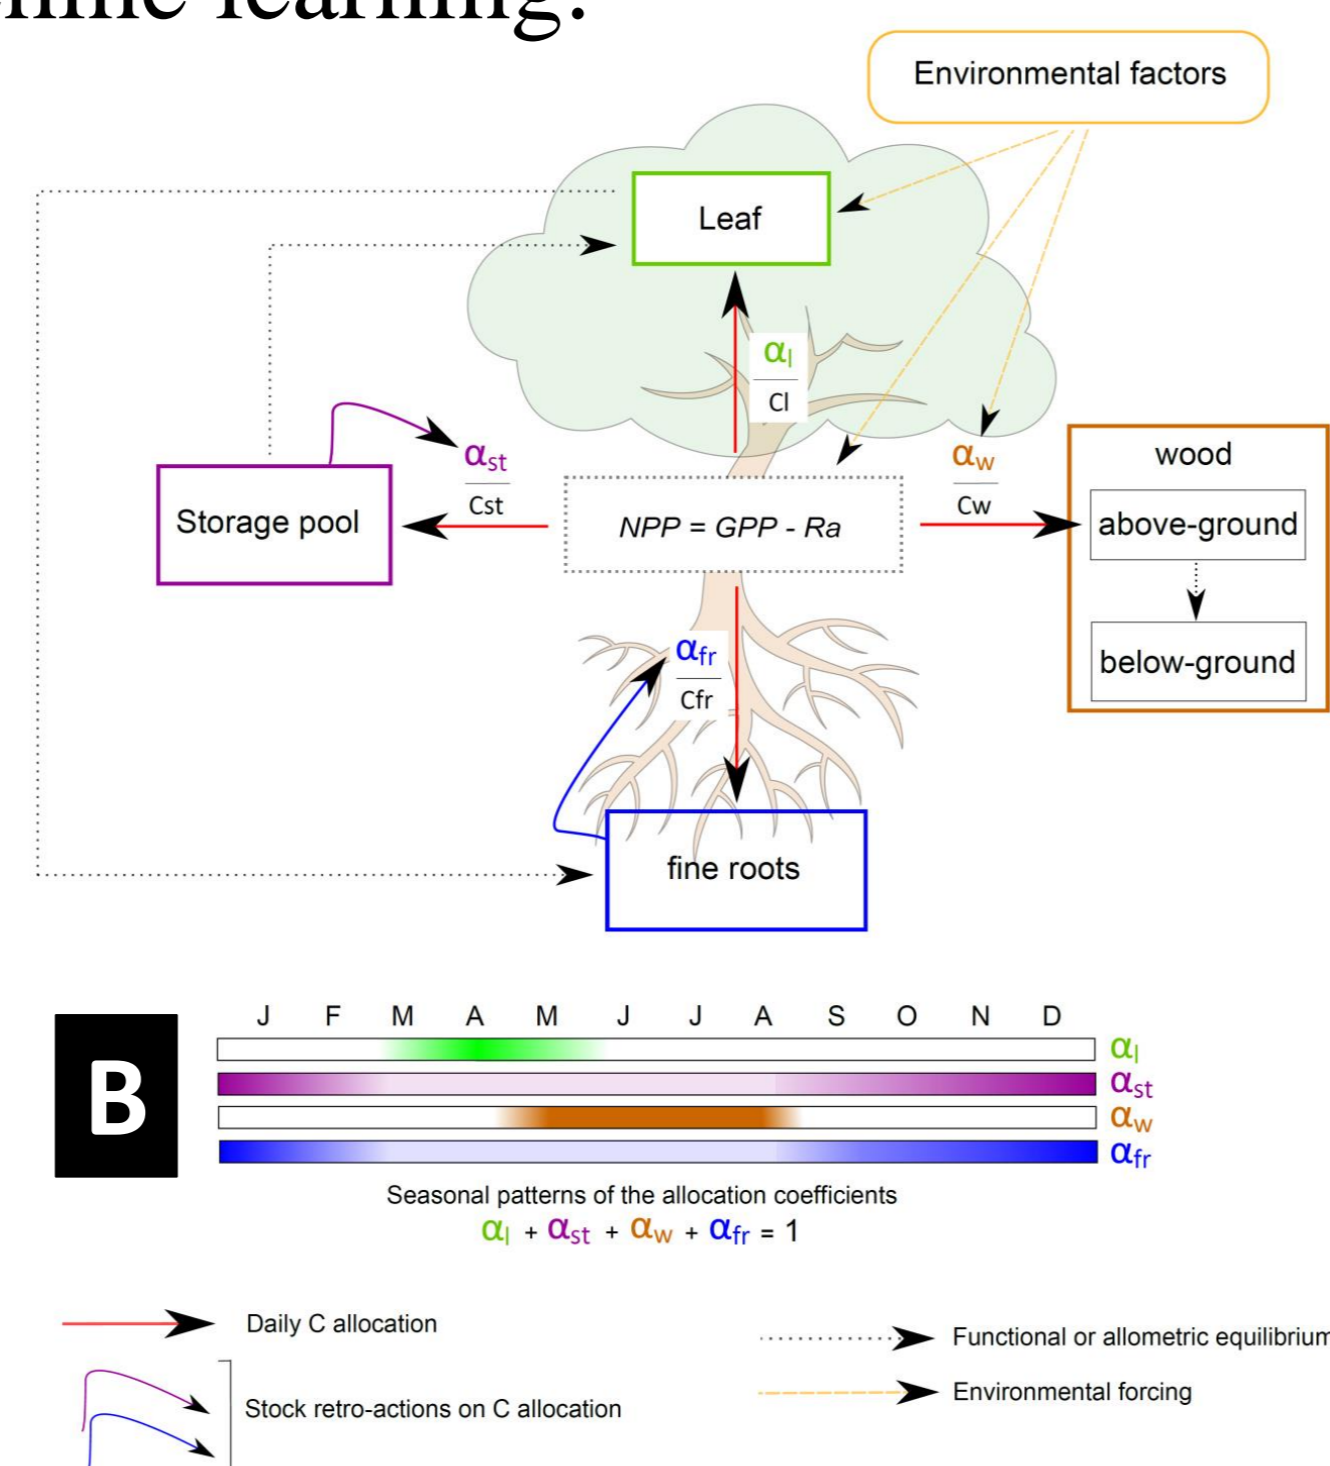 learning.
Environmental factors
Leaf
αl
Cl
αst
Cst
αw
Cw
wood
Storage pool
NPP = GPP - Ra
above-ground
below-ground
αfr
Cfr
fine roots
J F M A M J J A S O N D
B
αl
αst
αw
αfr
Seasonal patterns of the allocation coefficients
αl + αst + αw + αfr = 1
Daily C allocation
Functional or allometric equilibrium
Environmental forcing
Stock retro-actions on C allocation